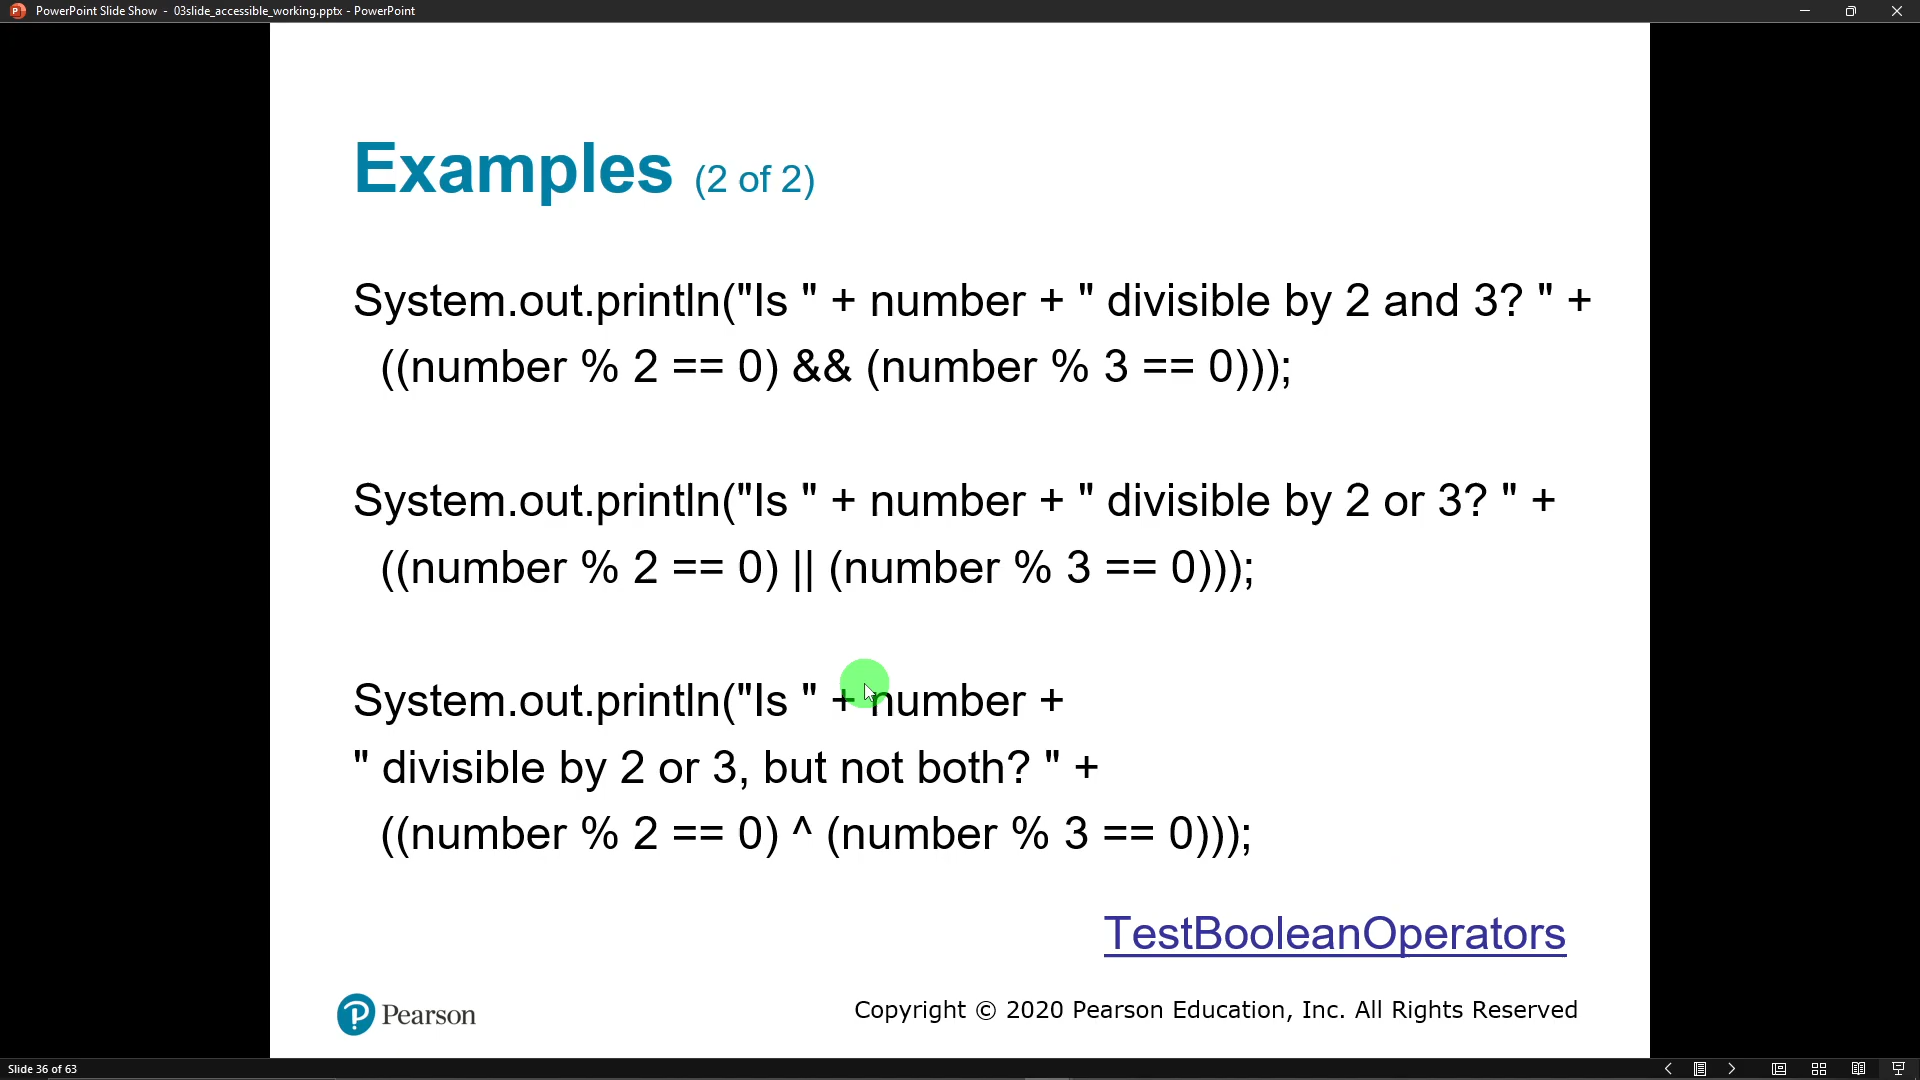 PowerPoint Slide Show - 03slide_accessible_working.pptx - PowerPoint
Examples (2 of 2)
System.out.println("Is " + number + " divisible by 2 and 3? " +
((number % 2 == 0) && (number % 3 == 0)));
System.out.println("Is " + number + " divisible by 2 or 3? " +
((number % 2 == 0) || (number % 3 == 0)));
System.out.println("Is " + number +
" divisible by 2 or 3, but not both? " +
((number % 2 == 0) ^ (number % 3 == 0)));
TestBooleanOperators
Pearson
Copyright © 2020 Pearson Education, Inc. All Rights Reserved
Slide 36 of 63